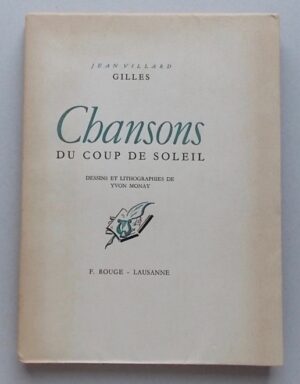 JEAN VILLARD
GILLES
Chansons
DU COUP DE SOLEIL
DESSINS ET LITHOGRAPHIES DE
YVON MONAY
F. ROUGE - LAUSANNE